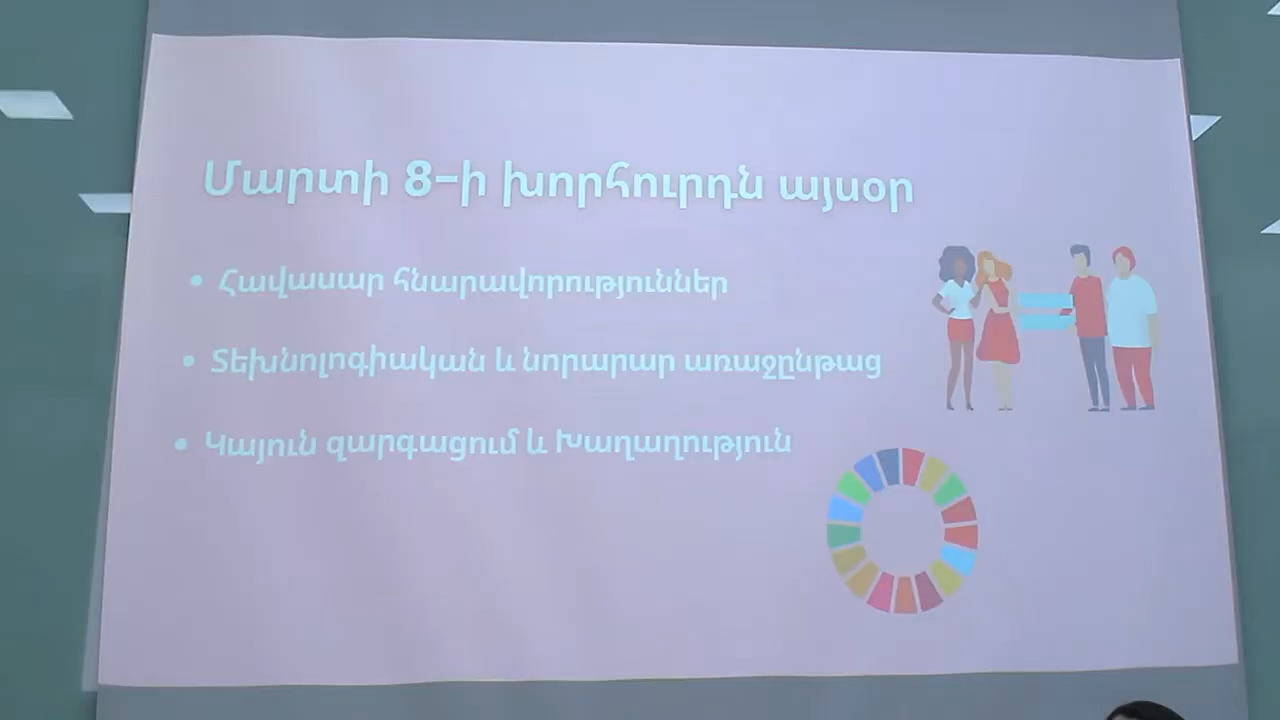 Մարտի 8-ի խորհուրդն այսօր
• Հավասար հնարավորություններ
• Տեխնոլոգիական և նորարար առաջընթաց
• Կայուն զարգացում և Խաղաղություն